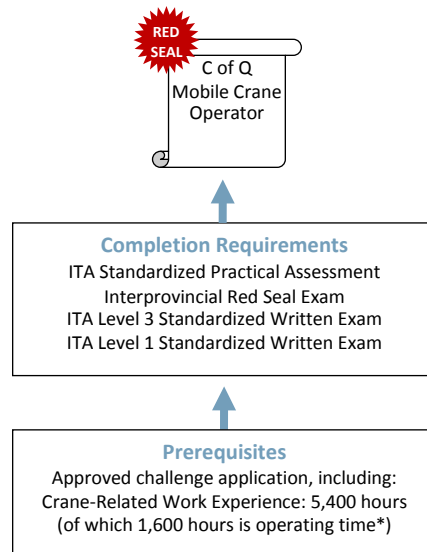 RED
SEAL
C of Q
Mobile Crane
Operator
Completion Requirements
ITA Standardized Practical Assessment
Interprovincial Red Seal Exam
ITA Level 3 Standardized Written Exam
ITA Level 1 Standardized Written Exam
Prerequisites
Approved challenge application, including:
Crane-Related Work Experience: 5,400 hours
(of which 1,600 hours is operating time*)